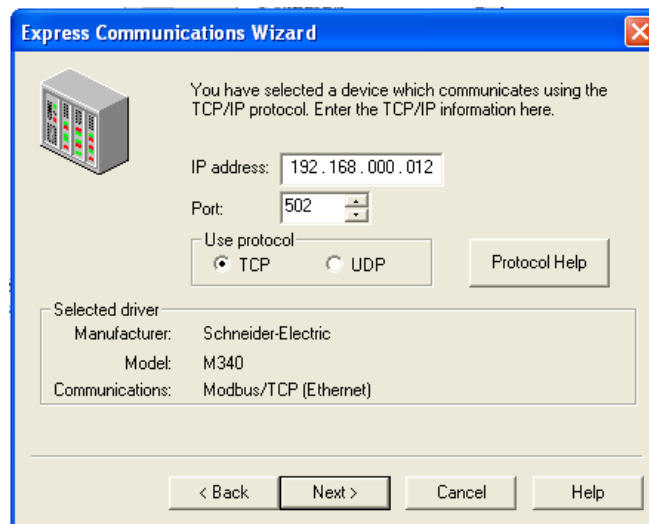 Express Communications Wizard
You have selected a device which communicates using the
TCP/IP protocol. Enter the TCP/IP information here.
IP address: 192 . 168 . 000 . 012
Port: 502
Use protocol
TCP UDP
Protocol Help
Selected driver
Manufacturer: Schneider-Electric
Model: M340
Communications: Modbus/TCP (Ethernet)
< Back Next > Cancel Help